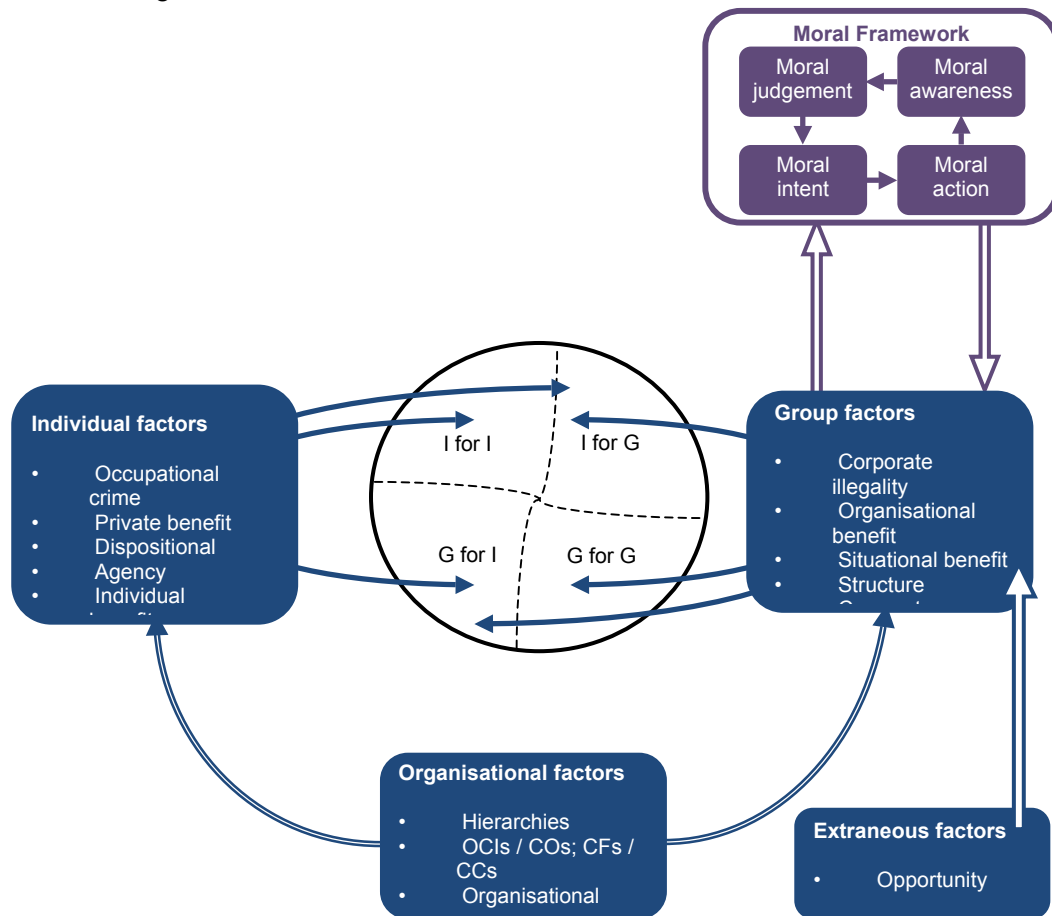 Moral Framework
Moral
judgement
Moral
awareness
Moral
intent
Moral
action
Individual factors
• Occupational
crime
• Private benefit
• Dispositional
• Agency
• Individual
I for I
I for G
G for I
G for G
Group factors
• Corporate
illegality
• Organisational
benefit
• Situational benefit
• Structure
Organisational factors
• Hierarchies
• OCIs / COs; CFs /
CCs
• Organisational
Extraneous factors
• Opportunity